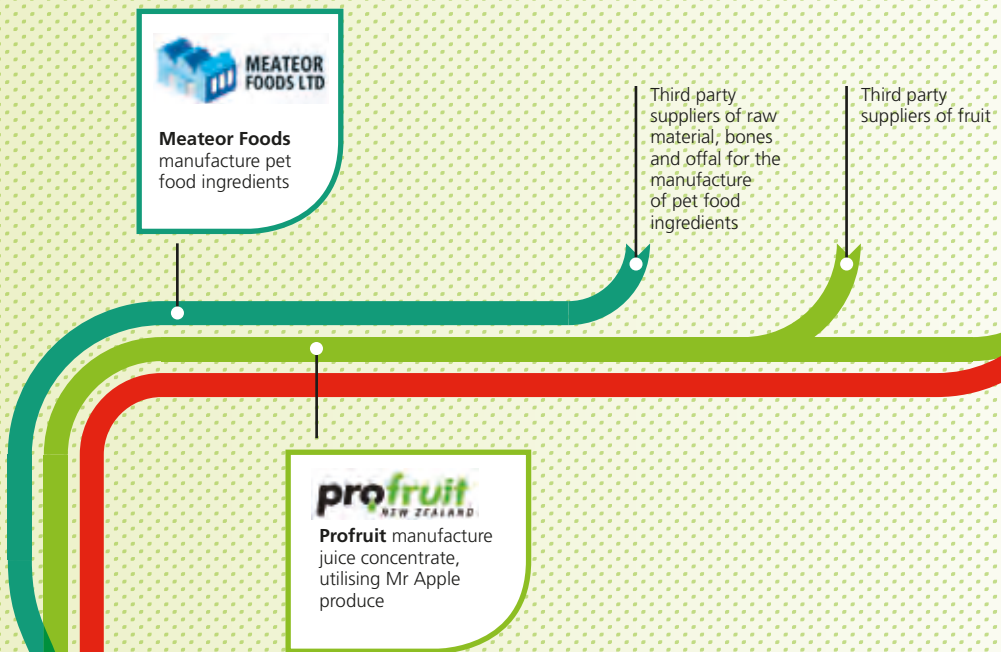 MEATEOR
FOODS LTD
Meateor Foods
manufacture pet
food ingredients
Third party
suppliers of raw
material, bones
and offal for the
manufacture
of pet food
ingredients
Third party
suppliers of fruit
profruit
NEW ZEALAND
Profruit manufacture
juice concentrate,
utilising Mr Apple
produce